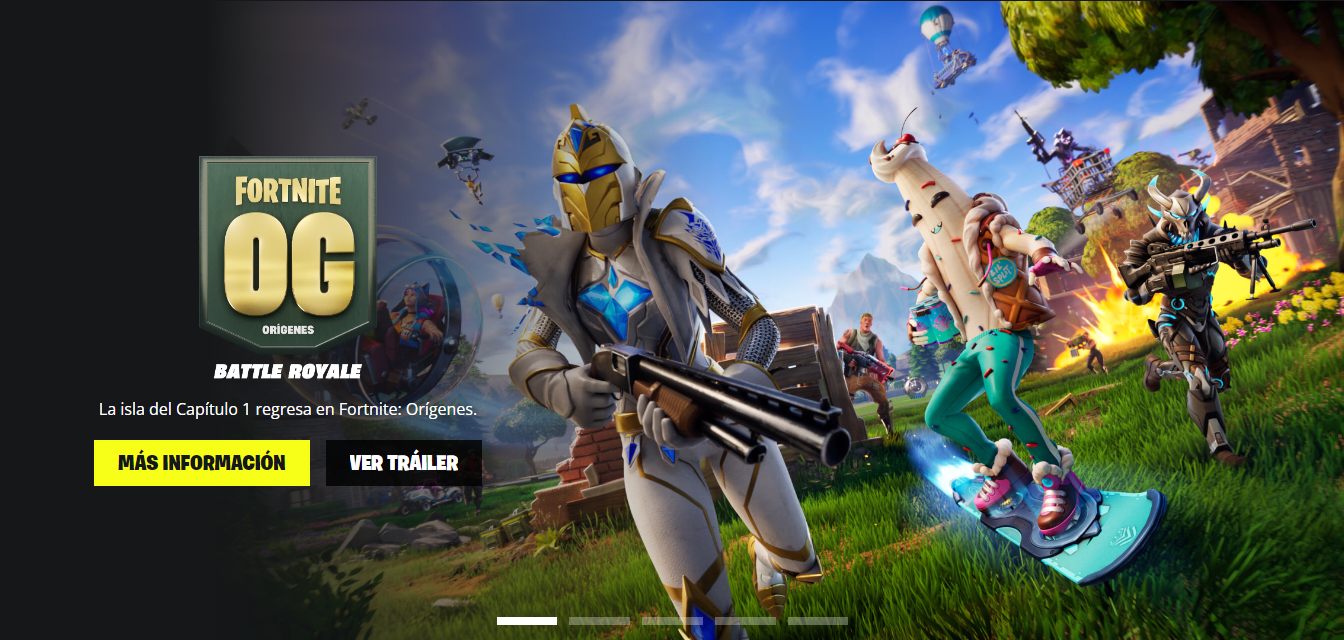 FORTNITE
OG
ORÍGENES
BATTLE ROYALE
La isla del Capítulo 1 regresa en Fortnite: Orígenes.
MÁS INFORMACIÓN
VER TRÁILER